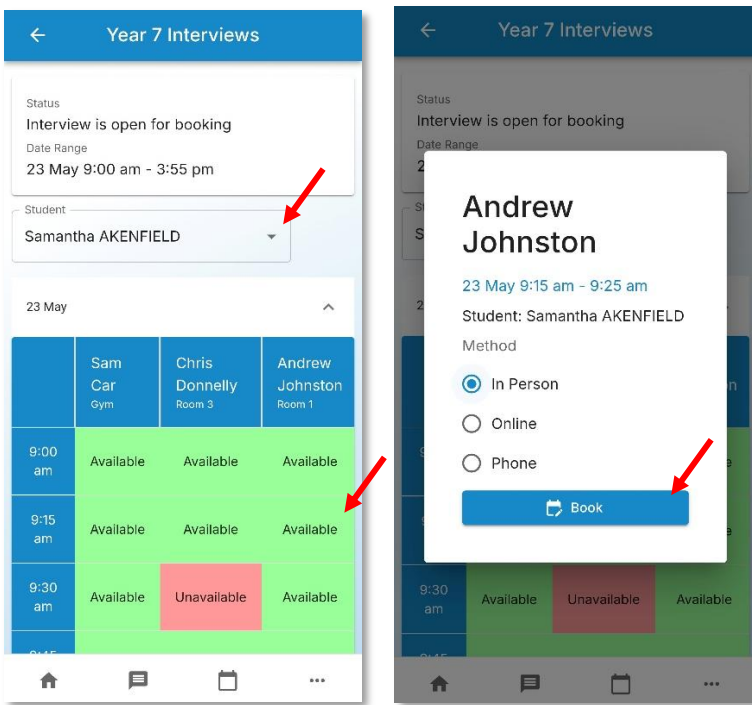 Year 7 Interviews
Status
Interview is open for booking
Date Range
23 May 9:00 am - 3:55 pm
Student
Samantha AKENFIELD
23 May
Sam Car Gym
Chris Donnelly Room 3
Andrew Johnston Room 1
9:00 am Available Available Available
9:15 am Available Available Available
9:30 am Available Unavailable Available
Year 7 Interviews
Status
Interview is open for booking
Date Range
Andrew
Johnston
23 May 9:15 am - 9:25 am
Student: Samantha AKENFIELD
Method
In Person
Online
Phone
Book
9:30 am Available Unavailable Available